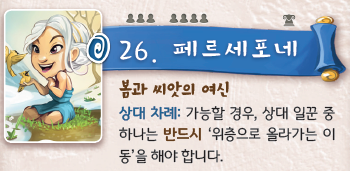 26. 페르세포네
봄과 씨앗의 여신
상대 차례: 가능할 경우, 상대 일꾼 중
하나는 반드시 '위층으로 올라가는 이
동'을 해야 합니다.